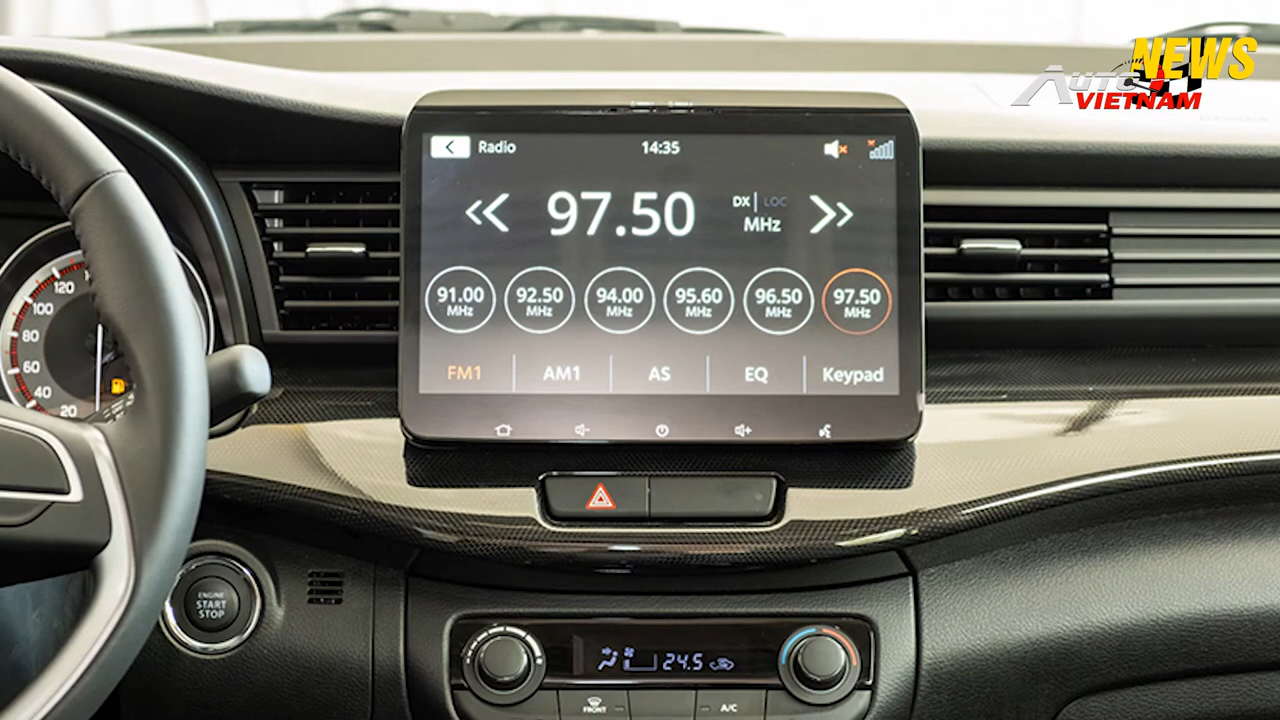 NEWS
AUTO
VIETNAM
Radio
14:35
97.50
DX | LOC
MHz
91.00
MHz
92.50
MHz
94.00
MHz
95.60
MHz
96.50
MHz
97.50
MHz
FM1
AM1
AS
EQ
Keypad
120
100
80
60
40
20
ENGINE
START
STOP
24.5
FRONT
A/C